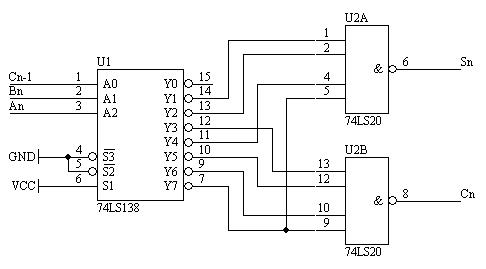 U2A
1
2
4
5
&
6
Sn
74LS20
U1
Cn-1
1
A0
Y0
15
Bn
2
A1
Y1
14
An
3
A2
Y2
13
Y3
12
Y4
11
GND
4
S3
Y5
10
5
S2
Y6
9
VCC
6
S1
Y7
7
74LS138
U2B
13
12
10
9
&
8
Cn
74LS20